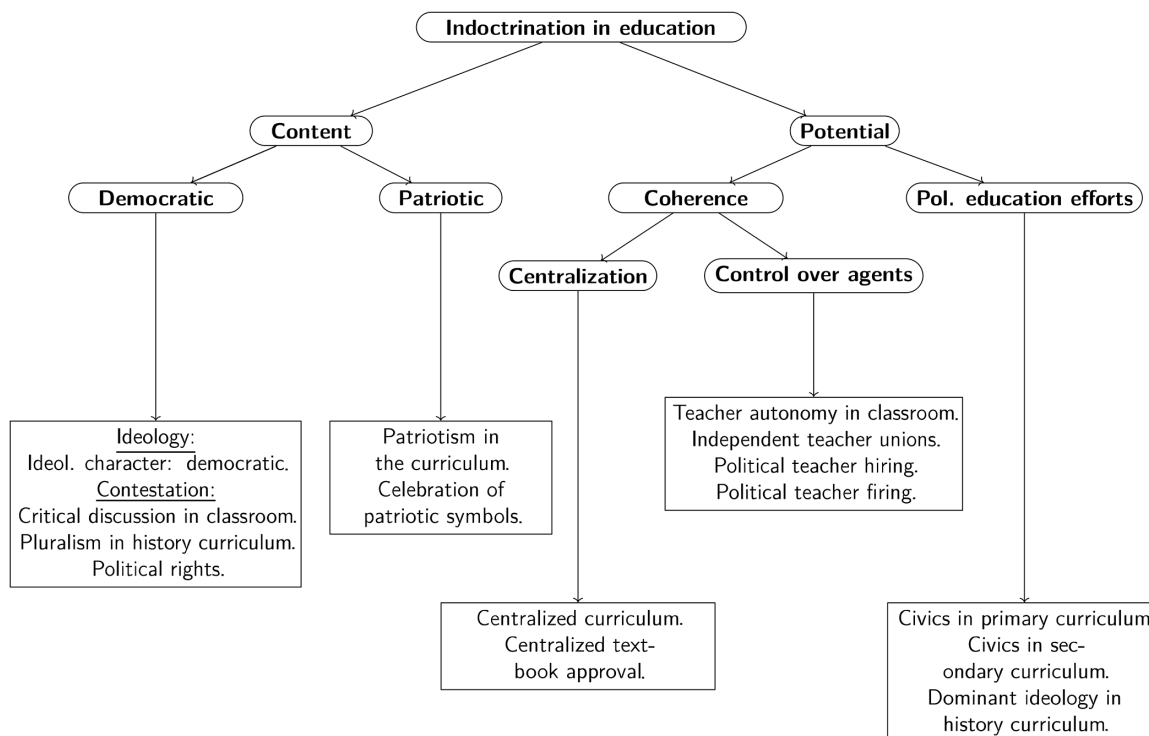 Indoctrination in education
Content
Potential
Democratic
Patriotic
Coherence
Pol. education efforts
Centralization
Control over agents
Ideology:
Ideol. character: democratic.
Contestation:
Critical discussion in classroom.
Pluralism in history curriculum.
Political rights.
Patriotism in
the curriculum.
Celebration of
patriotic symbols.
Teacher autonomy in classroom.
Independent teacher unions.
Political teacher hiring.
Political teacher firing.
Centralized curriculum.
Centralized text-
book approval.
Civics in primary curriculum
Civics in sec-
ondary curriculum.
Dominant ideology in
history curriculum.